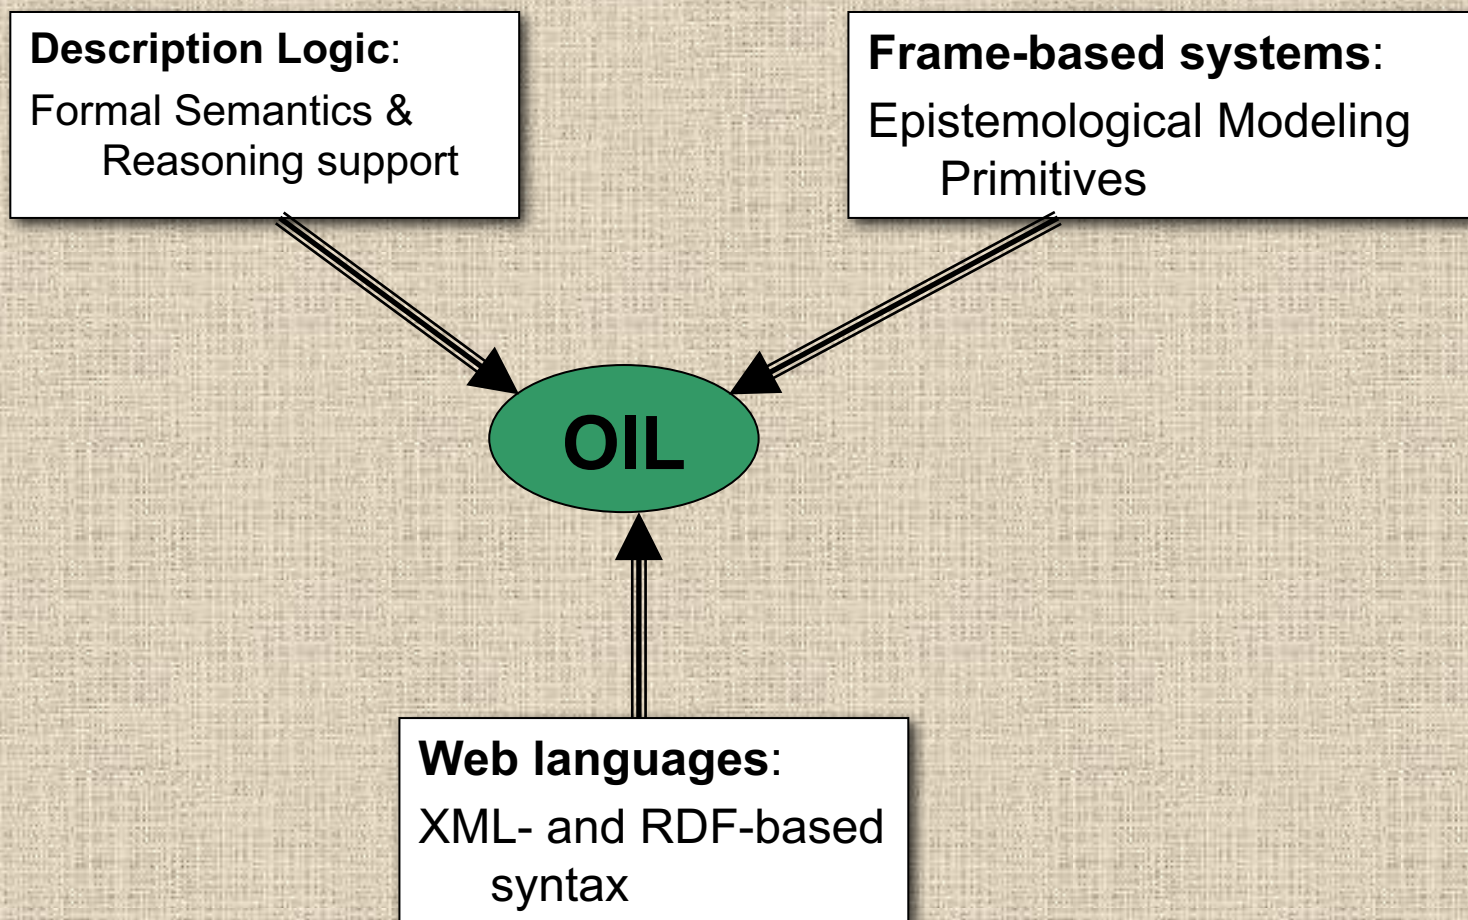 Description Logic:
Formal Semantics &
Reasoning support
Frame-based systems:
Epistemological Modeling
Primitives
OIL
Web languages:
XML- and RDF-based
syntax